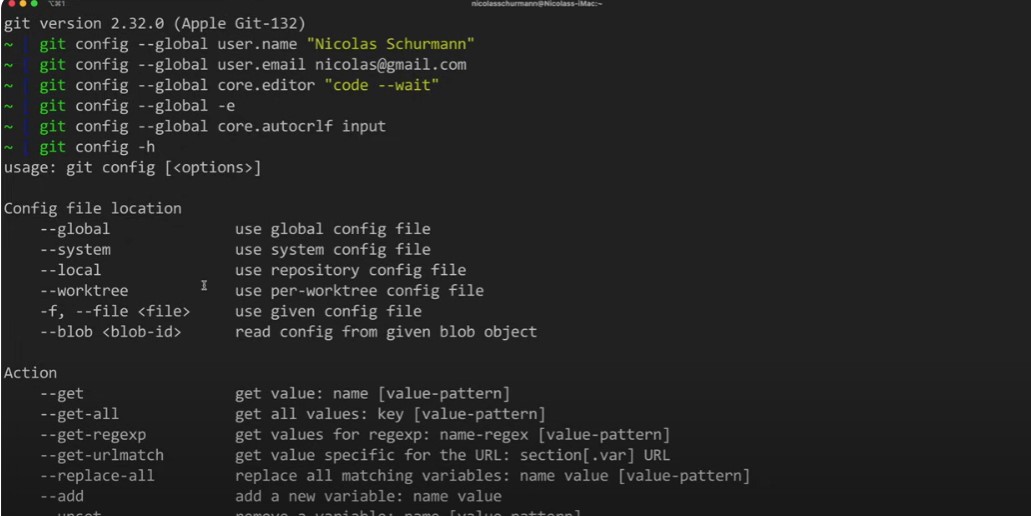 ⌥⌘1
nicolasschurmann@Nicolass-iMac:~
git version 2.32.0 (Apple Git-132)
~ git config --global user.name "Nicolas Schurmann"
~ git config --global user.email nicolas@gmail.com
~ git config --global core.editor "code --wait"
~ git config --global -e
~ git config --global core.autocrlf input
~ git config -h
usage: git config [<options>]
Config file location
--global use global config file
--system use system config file
--local use repository config file
--worktree use per-worktree config file
-f, --file <file> use given config file
--blob <blob-id> read config from given blob object
Action
--get get value: name [value-pattern]
--get-all get all values: key [value-pattern]
--get-regexp get values for regexp: name-regex [value-pattern]
--get-urlmatch get value specific for the URL: section[.var] URL
--replace-all replace all matching variables: name value [value-pattern]
--add add a new variable: name value
--unset remove a variable: name [value-pattern]